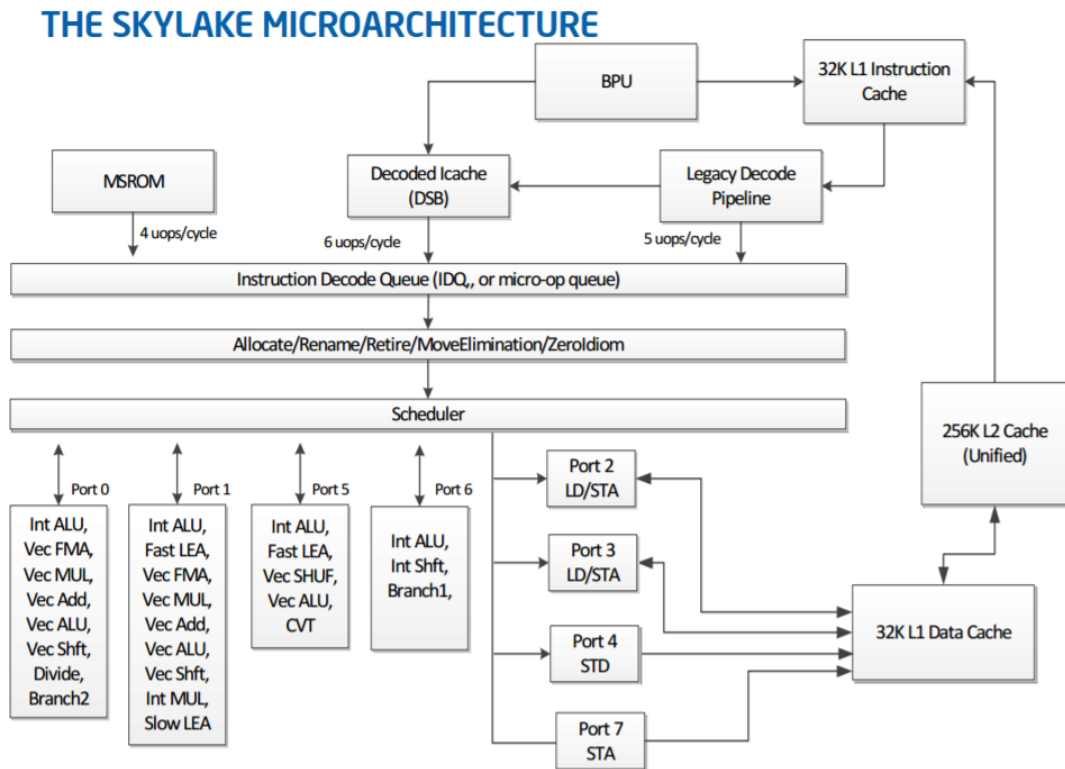 THE SKYLAKE MICROARCHITECTURE
BPU
32K L1 Instruction
Cache
MSROM
Decoded Icache
(DSB)
Legacy Decode
Pipeline
4 uops/cycle
6 uops/cycle
5 uops/cycle
Instruction Decode Queue (IDQ,, or micro-op queue)
Allocate/Rename/Retire/MoveElimination/ZeroIdiom
Scheduler
256K L2 Cache
(Unified)
Port 0
Int ALU,
Vec FMA,
Vec MUL,
Vec Add,
Vec ALU,
Vec Shft,
Divide,
Branch2
Port 1
Int ALU,
Fast LEA,
Vec FMA,
Vec MUL,
Vec Add,
Vec ALU,
Vec Shft,
Int MUL,
Slow LEA
Port 5
Int ALU,
Fast LEA,
Vec SHUF,
Vec ALU,
CVT
Port 6
Int ALU,
Int Shft,
Branch1,
Port 2
LD/STA
Port 3
LD/STA
Port 4
STD
Port 7
STA
32K L1 Data Cache